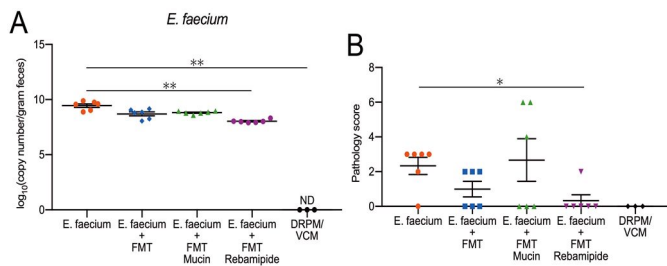 A
E. faecium
log10(copy number/gram feces)
15
10
5
0
**
**
ND
E. faecium
E. faecium
+
FMT
E. faecium
+
FMT
Mucin
E. faecium
+
FMT
Rebamipide
DRPM/
VCM
B
Pathology score
8
6
4
2
0
*
E. faecium
E. faecium
+
FMT
E. faecium
+
FMT
Mucin
E. faecium
+
FMT
Rebamipide
DRPM/
VCM